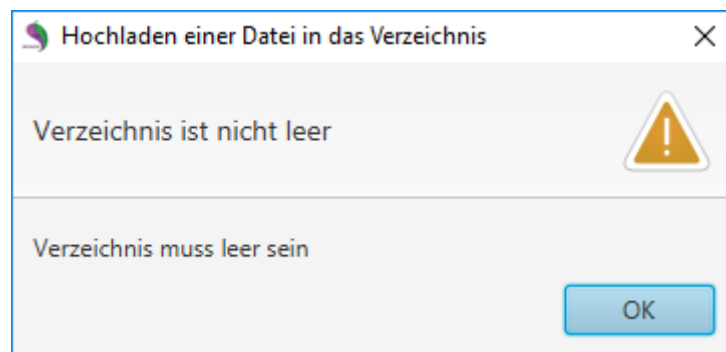 Hochladen einer Datei in das Verzeichnis
Verzeichnis ist nicht leer
Verzeichnis muss leer sein
OK